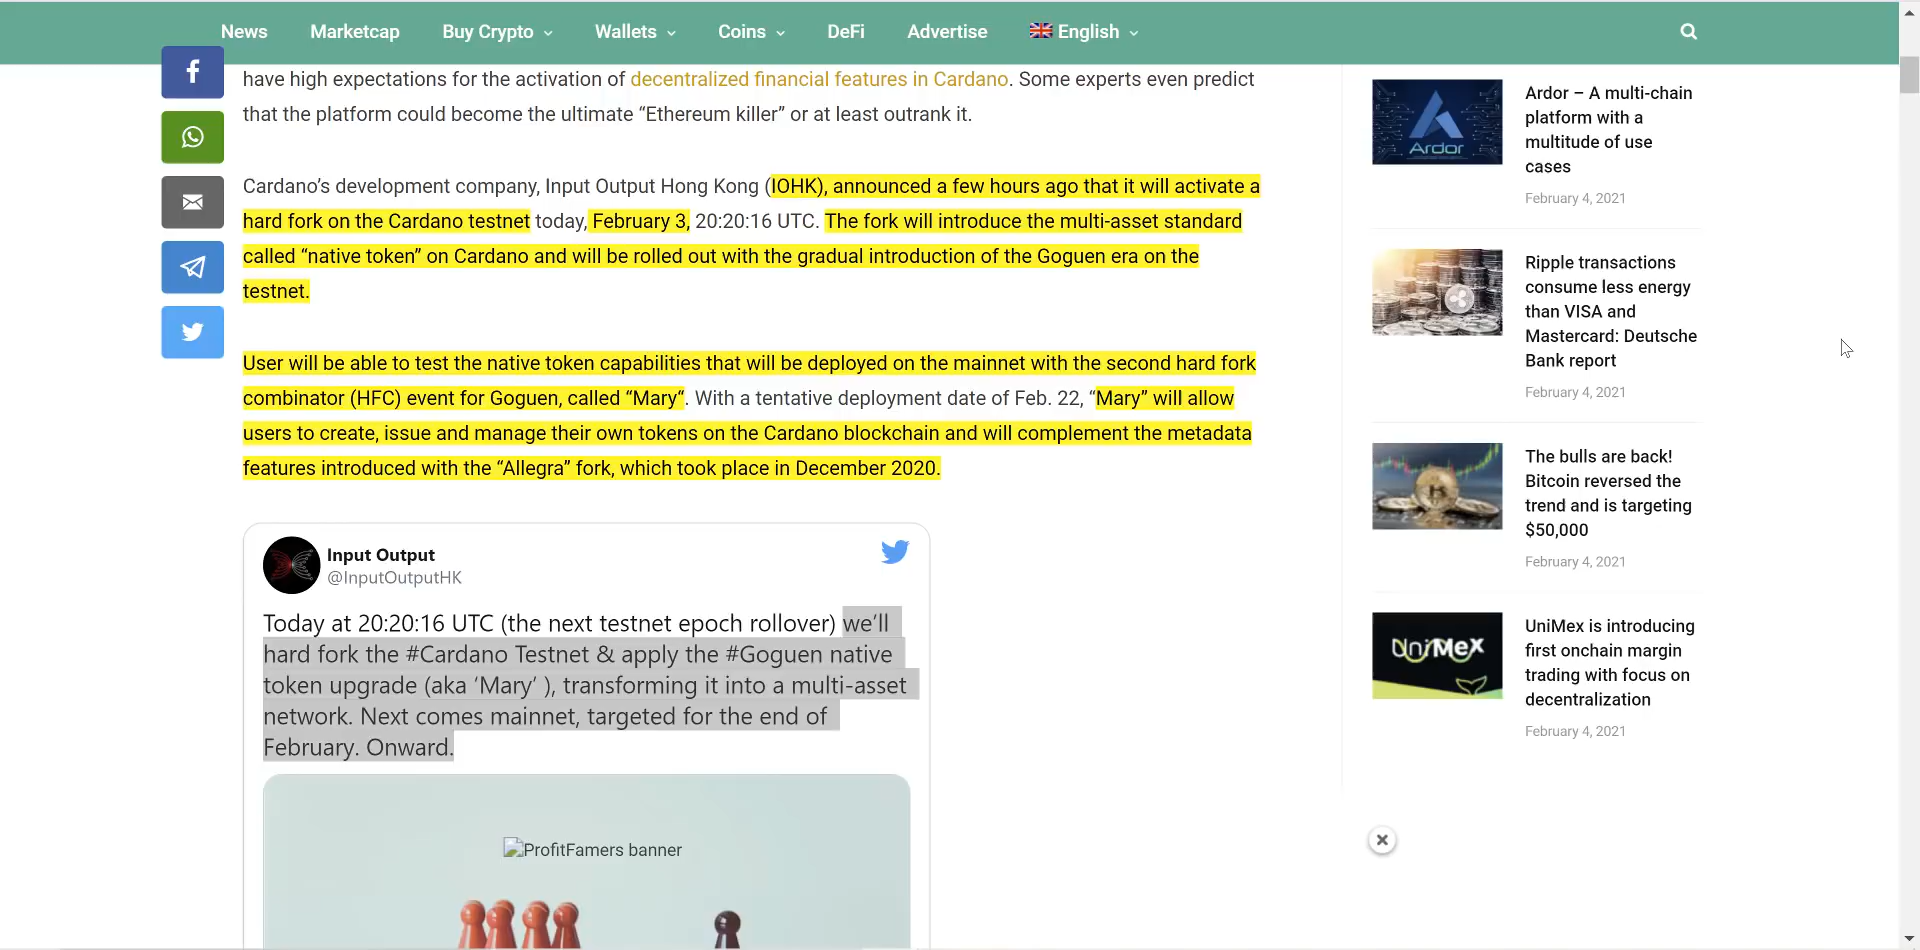 News Marketcap Buy Crypto Wallets Coins DeFi Advertise English
have high expectations for the activation of decentralized financial features in Cardano. Some experts even predict
that the platform could become the ultimate “Ethereum killer” or at least outrank it.
Cardano’s development company, Input Output Hong Kong (IOHK), announced a few hours ago that it will activate a
hard fork on the Cardano testnet today, February 3, 20:20:16 UTC. The fork will introduce the multi-asset standard
called “native token” on Cardano and will be rolled out with the gradual introduction of the Goguen era on the
testnet.
User will be able to test the native token capabilities that will be deployed on the mainnet with the second hard fork
combinator (HFC) event for Goguen, called “Mary“. With a tentative deployment date of Feb. 22, “Mary” will allow
users to create, issue and manage their own tokens on the Cardano blockchain and will complement the metadata
features introduced with the “Allegra” fork, which took place in December 2020.
Input Output
@InputOutputHK
Today at 20:20:16 UTC (the next testnet epoch rollover) we’ll
hard fork the #Cardano Testnet & apply the #Goguen native
token upgrade (aka ‘Mary’ ), transforming it into a multi-asset
network. Next comes mainnet, targeted for the end of
February. Onward.
ProfitFamers banner
Ardor
Ardor – A multi-chain
platform with a
multitude of use
cases
February 4, 2021
Ripple transactions
consume less energy
than VISA and
Mastercard: Deutsche
Bank report
February 4, 2021
The bulls are back!
Bitcoin reversed the
trend and is targeting
$50,000
February 4, 2021
UniMeX
UniMex is introducing
first onchain margin
trading with focus on
decentralization
February 4, 2021